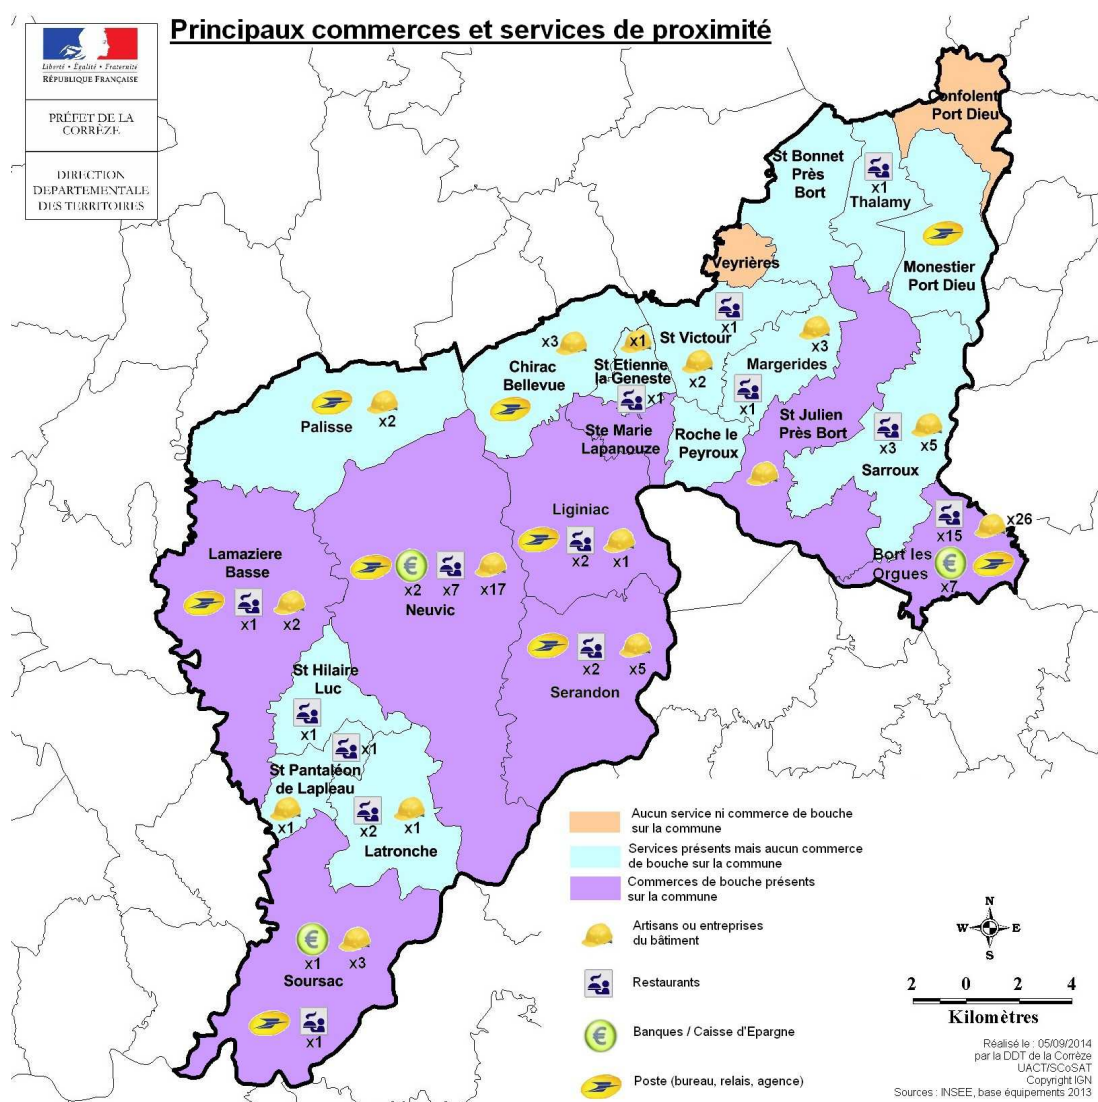 Principaux commerces et services de proximité
Liberté • Égalité • Fraternité
RÉPUBLIQUE FRANÇAISE
PRÉFET DE LA
CORRÈZE
DIRECTION
DEPARTEMENTALE
DES TERRITOIRES
Confolent
Port Dieu
St Bonnet
Près
Bort
x1
Thalamy
Veyrières
Monestier
Port Dieu
x1
St Victour
x2
x3
Margerides
x1
x3
Chirac
Bellevue
x1
St Etienne
la Geneste
x1
Palisse
x2
Ste Marie
Lapanouze
Roche le
Peyroux
St Julien
Près Bort
x3
x5
Sarroux
x15
x26
Bort les
Orgues
x7
Liginiac
x2
x1
Lamaziere
Basse
x1
x2
x2
x7
x17
Neuvic
x2
x5
Serandon
St Hilaire
Luc
x1
x1
St Pantaléon
de Lapleau
x1
x2
x1
Latronche
x1
x3
Soursac
x1
Aucun service ni commerce de bouche
sur la commune
Services présents mais aucun commerce
de bouche sur la commune
Commerces de bouche présents
sur la commune
Artisans ou entreprises
du bâtiment
Restaurants
Banques / Caisse d'Epargne
Poste (bureau, relais, agence)
N
W
E
S
2 0 2 4
Kilomètres
Réalisé le : 05/09/2014
par la DDT de la Corrèze
UACT/SCoSAT
Copyright IGN
Sources : INSEE, base équipements 2013